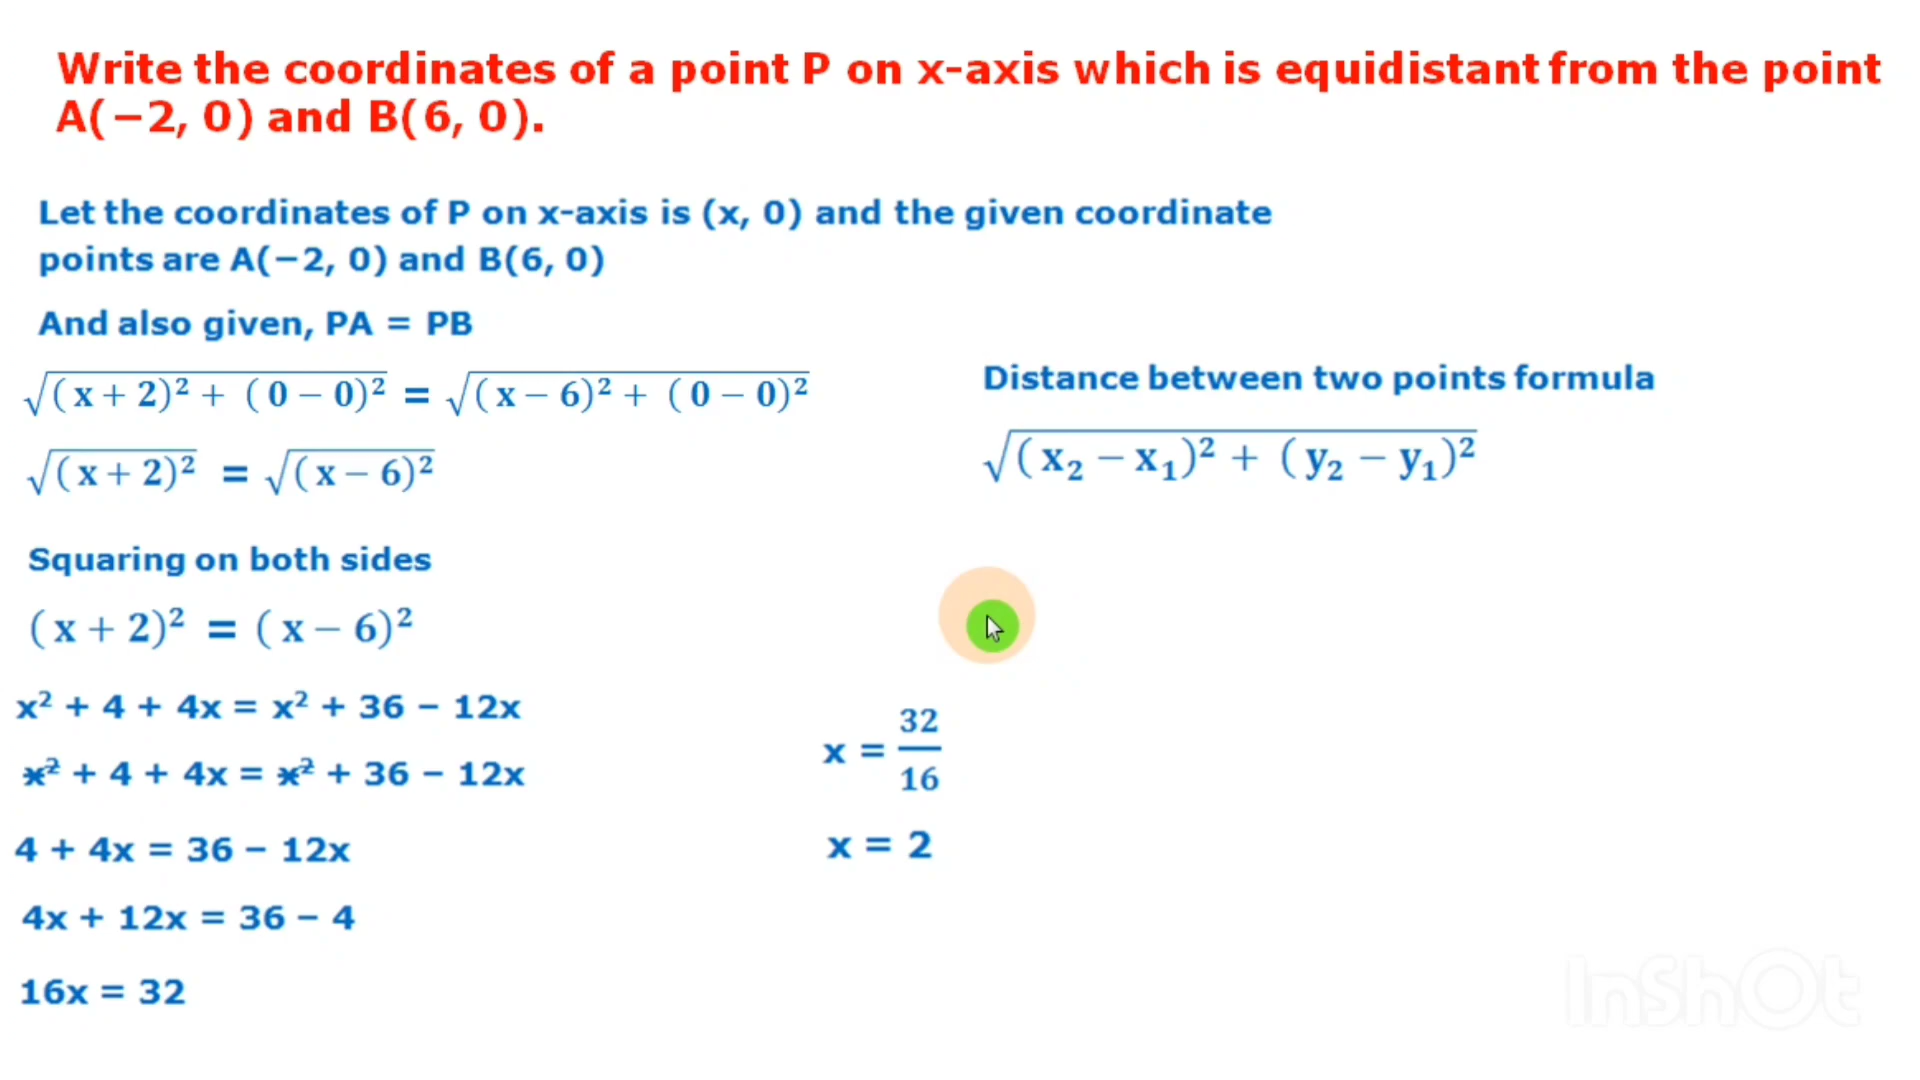 Write the coordinates of a point P on x-axis which is equidistant from the point
A(−2, 0) and B(6, 0).
Let the coordinates of P on x-axis is (x, 0) and the given coordinate
points are A(−2, 0) and B(6, 0)
And also given, PA = PB
√((x + 2)² + (0 − 0)²) = √((x − 6)² + (0 − 0)²)
√((x + 2)²) = √((x − 6)²)
Squaring on both sides
(x + 2)² = (x − 6)²
x² + 4 + 4x = x² + 36 − 12x
x² + 4 + 4x = x² + 36 − 12x
4 + 4x = 36 − 12x
4x + 12x = 36 − 4
16x = 32
Distance between two points formula
√((x₂ − x₁)² + (y₂ − y₁)²)
x = 32/16
x = 2
InShOt